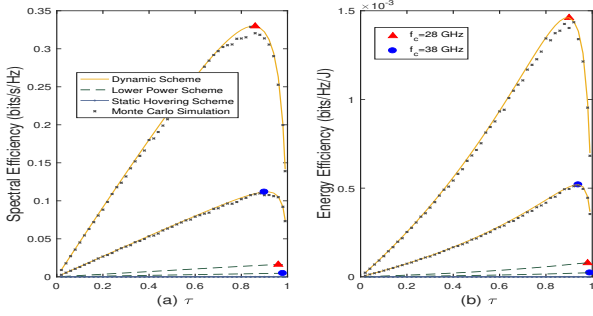 Spectral Efficiency (bits/s/Hz)
0.35
0.3
0.25
0.2
0.15
0.1
0.05
0
Dynamic Scheme
Lower Power Scheme
Static Hovering Scheme
Monte Carlo Simulation
0 0.2 0.4 0.6 0.8 1
(a) τ
Energy Efficiency (bits/Hz/J)
×10⁻³
1.5
1
0.5
0
f_c=28 GHz
f_c=38 GHz
0 0.2 0.4 0.6 0.8 1
(b) τ